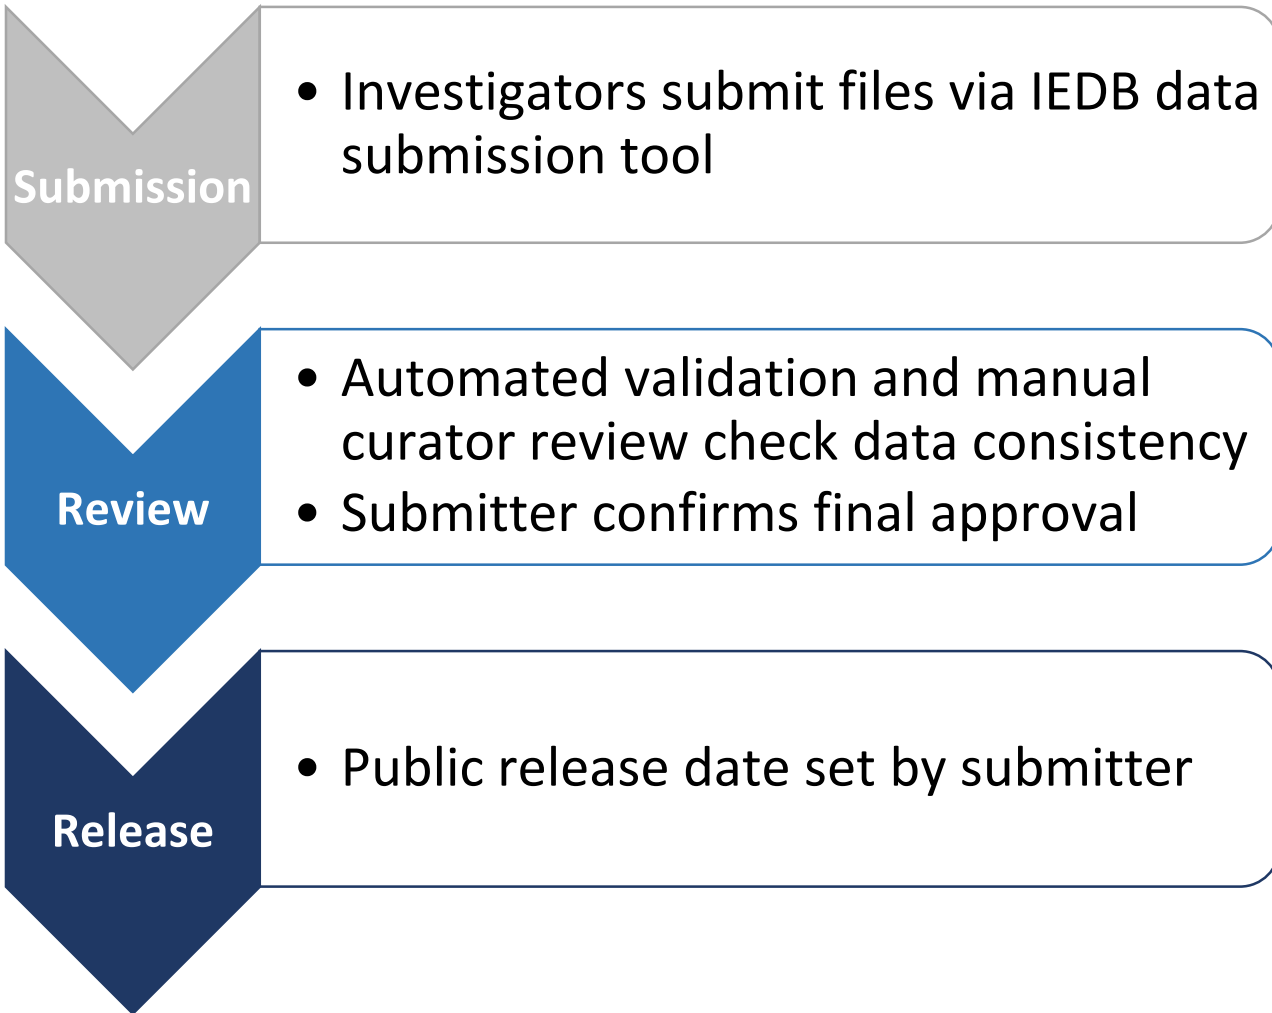 Submission
• Investigators submit files via IEDB data
submission tool
Review
• Automated validation and manual
curator review check data consistency
• Submitter confirms final approval
Release
• Public release date set by submitter